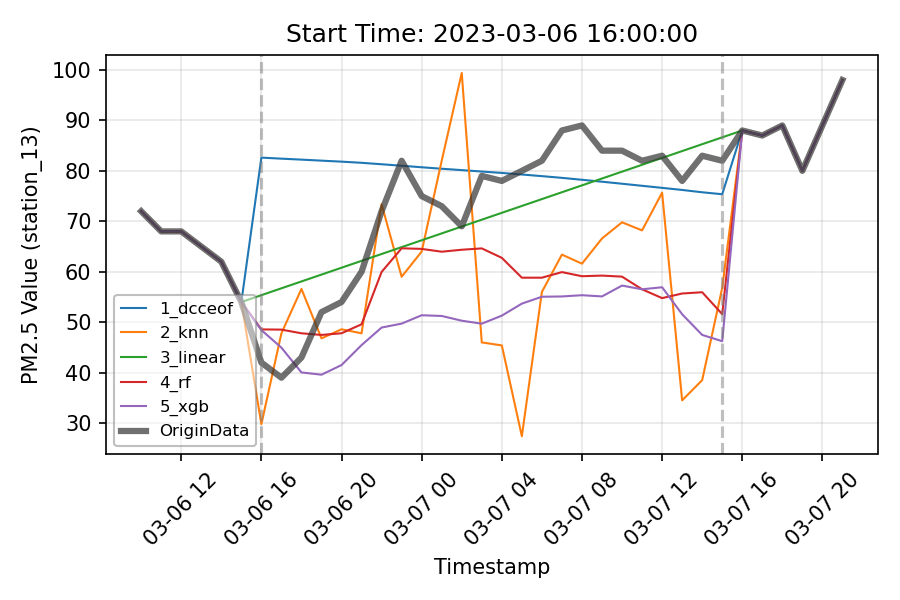 Start Time: 2023-03-06 16:00:00
PM2.5 Value (station_13)
100
90
80
70
60
50
40
30
1_dcceof
2_knn
3_linear
4_rf
5_xgb
OriginData
03-06 12
03-06 16
03-06 20
03-07 00
03-07 04
03-07 08
03-07 12
03-07 16
03-07 20
Timestamp